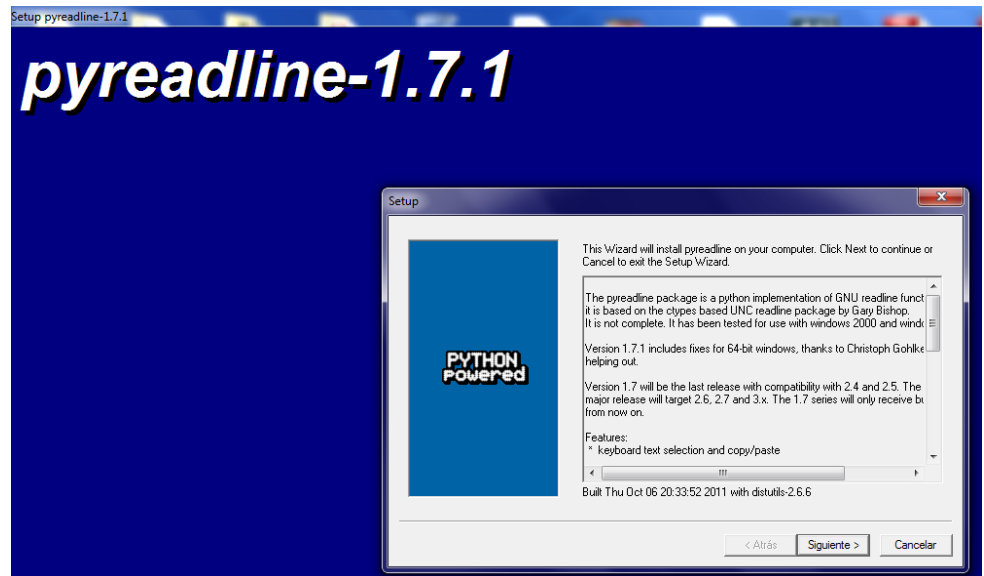 Setup pyreadline-1.7.1
pyreadline-1.7.1
Setup
This Wizard will install pyreadline on your computer. Click Next to continue or
Cancel to exit the Setup Wizard.
The pyreadline package is a python implementation of GNU readline funct
it is based on the ctypes based UNC readline package by Gary Bishop.
It is not complete. It has been tested for use with windows 2000 and windo
Version 1.7.1 includes fixes for 64-bit windows, thanks to Christoph Gohlke
helping out.
Version 1.7 will be the last release with compatibility with 2.4 and 2.5. The
major release will target 2.6, 2.7 and 3.x. The 1.7 series will only receive bu
from now on.
Features:
* keyboard text selection and copy/paste
PYTHON
Powered
Built Thu Oct 06 20:33:52 2011 with distutils-2.6.6
< Atrás
Siguiente >
Cancelar